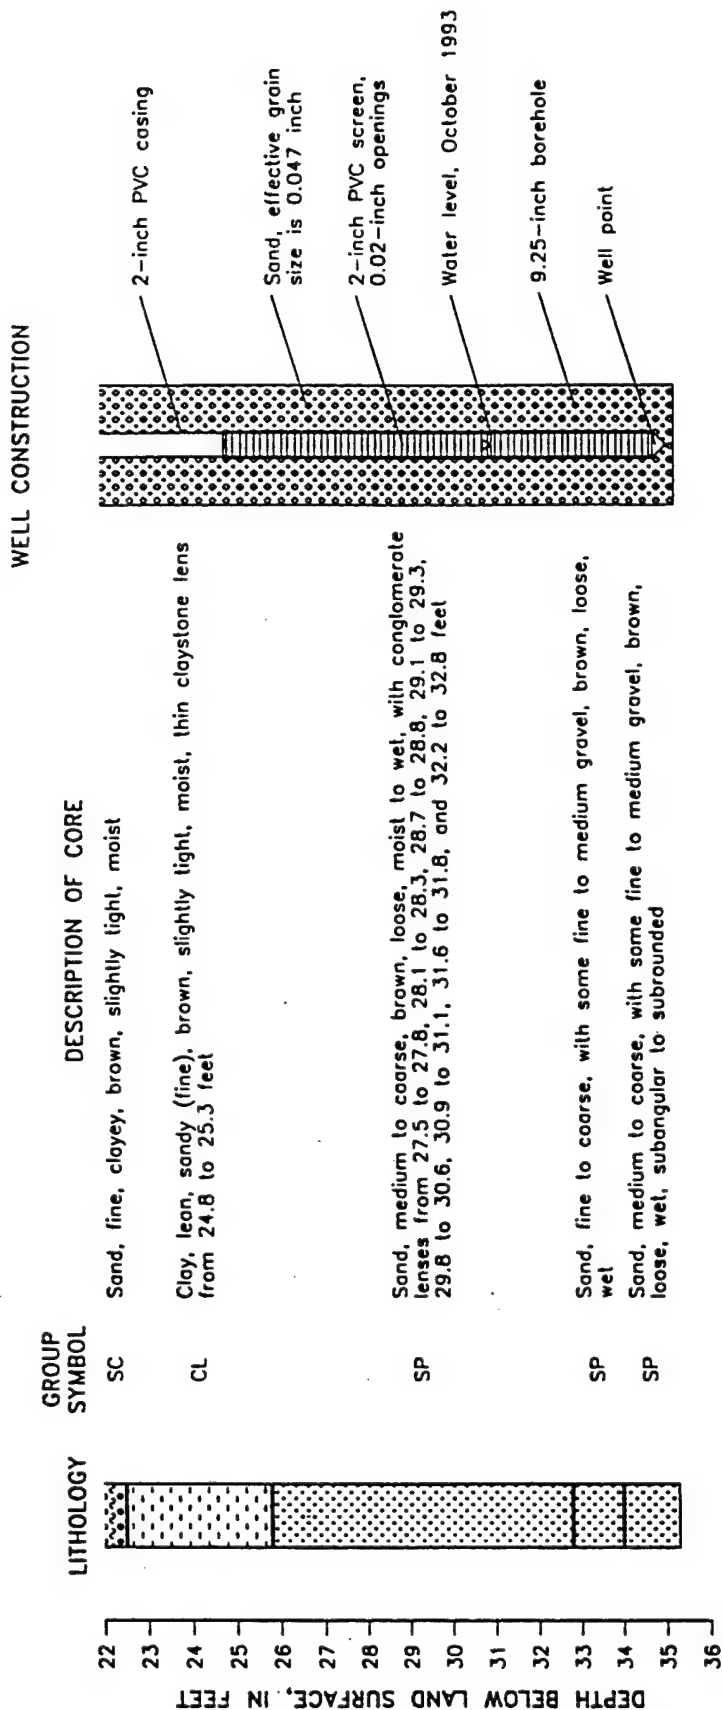 WELL CONSTRUCTION
LITHOLOGY
GROUP
SYMBOL
DESCRIPTION OF CORE
DEPTH BELOW LAND SURFACE, IN FEET
22
23
24
25
26
27
28
29
30
31
32
33
34
35
36
SC
Sand, fine, clayey, brown, slightly tight, moist
CL
Clay, lean, sandy (fine), brown, slightly tight, moist, thin claystone lens
from 24.8 to 25.3 feet
SP
Sand, medium to coarse, brown, loose, moist to wet, with conglomerate
lenses from 27.5 to 27.8, 28.1 to 28.3, 28.7 to 28.8, 29.1 to 29.3,
29.8 to 30.6, 30.9 to 31.1, 31.6 to 31.8, and 32.2 to 32.8 feet
SP
Sand, fine to coarse, with some fine to medium gravel, brown, loose,
wet
SP
Sand, medium to coarse, with some fine to medium gravel, brown,
loose, wet, subangular to subrounded
2-inch PVC casing
Sand, effective grain
size is 0.047 inch
2-inch PVC screen,
0.02-inch openings
Water level, October 1993
9.25-inch borehole
Well point